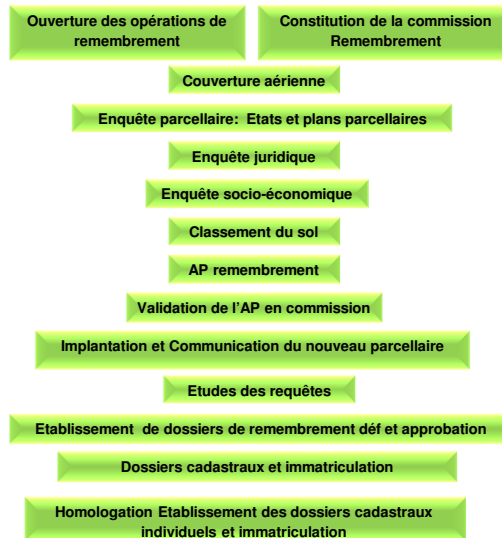 Ouverture des opérations de
remembrement
Constitution de la commission
Remembrement
Couverture aérienne
Enquête parcellaire: Etats et plans parcellaires
Enquête juridique
Enquête socio-économique
Classement du sol
AP remembrement
Validation de l'AP en commission
Implantation et Communication du nouveau parcellaire
Etudes des requêtes
Etablissement de dossiers de remembrement déf et approbation
Dossiers cadastraux et immatriculation
Homologation Etablissement des dossiers cadastraux
individuels et immatriculation